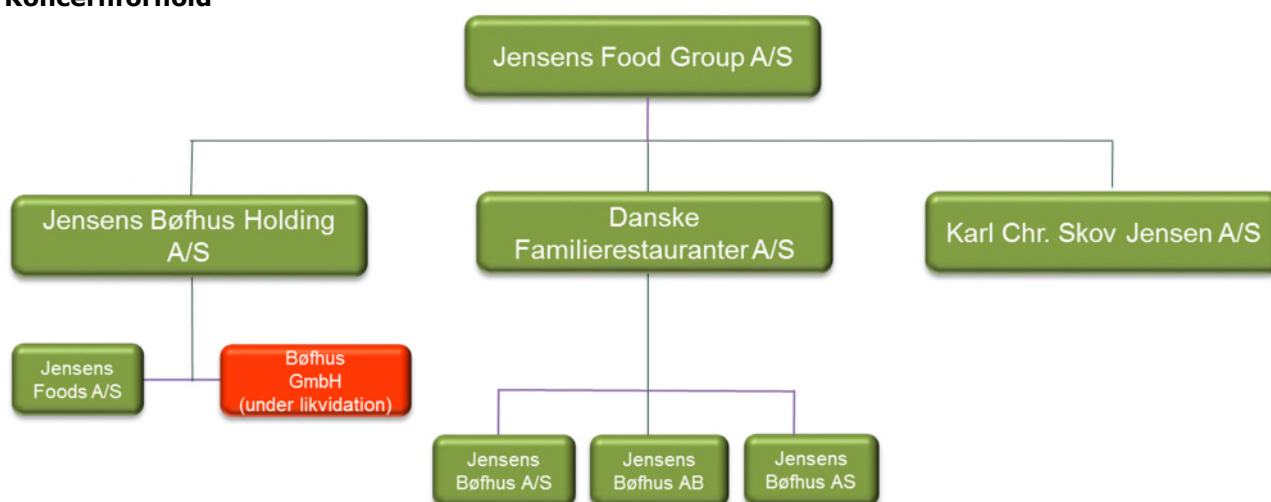 Koncernforhold
Jensens Food Group A/S
Jensens Bøfhus Holding
A/S
Danske
Familierestauranter A/S
Karl Chr. Skov Jensen A/S
Jensens
Foods A/S
Bøfhus
GmbH
(under likvidation)
Jensens
Bøfhus A/S
Jensens
Bøfhus AB
Jensens
Bøfhus AS